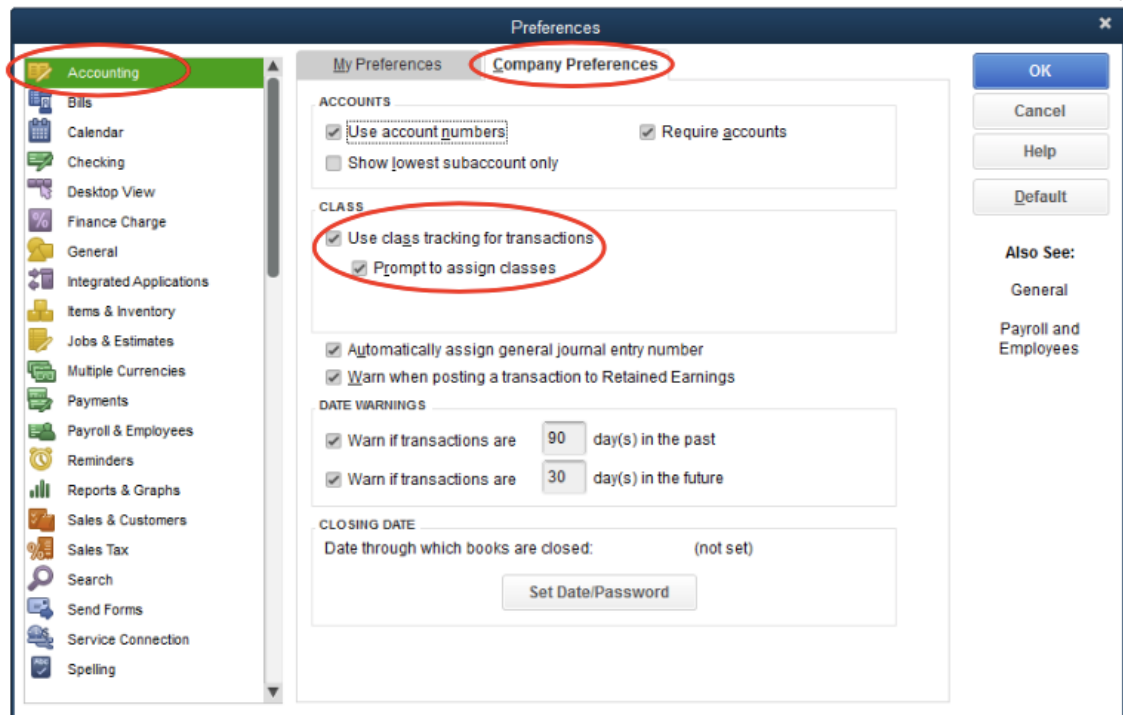 Preferences
Accounting
Bills
Calendar
Checking
Desktop View
Finance Charge
General
Integrated Applications
Items & Inventory
Jobs & Estimates
Multiple Currencies
Payments
Payroll & Employees
Reminders
Reports & Graphs
Sales & Customers
Sales Tax
Search
Send Forms
Service Connection
Spelling
My Preferences
Company Preferences
ACCOUNTS
Use account numbers
Require accounts
Show lowest subaccount only
CLASS
Use class tracking for transactions
Prompt to assign classes
Automatically assign general journal entry number
Warn when posting a transaction to Retained Earnings
DATE WARNINGS
Warn if transactions are 90 day(s) in the past
Warn if transactions are 30 day(s) in the future
CLOSING DATE
Date through which books are closed: (not set)
Set Date/Password
OK
Cancel
Help
Default
Also See:
General
Payroll and
Employees